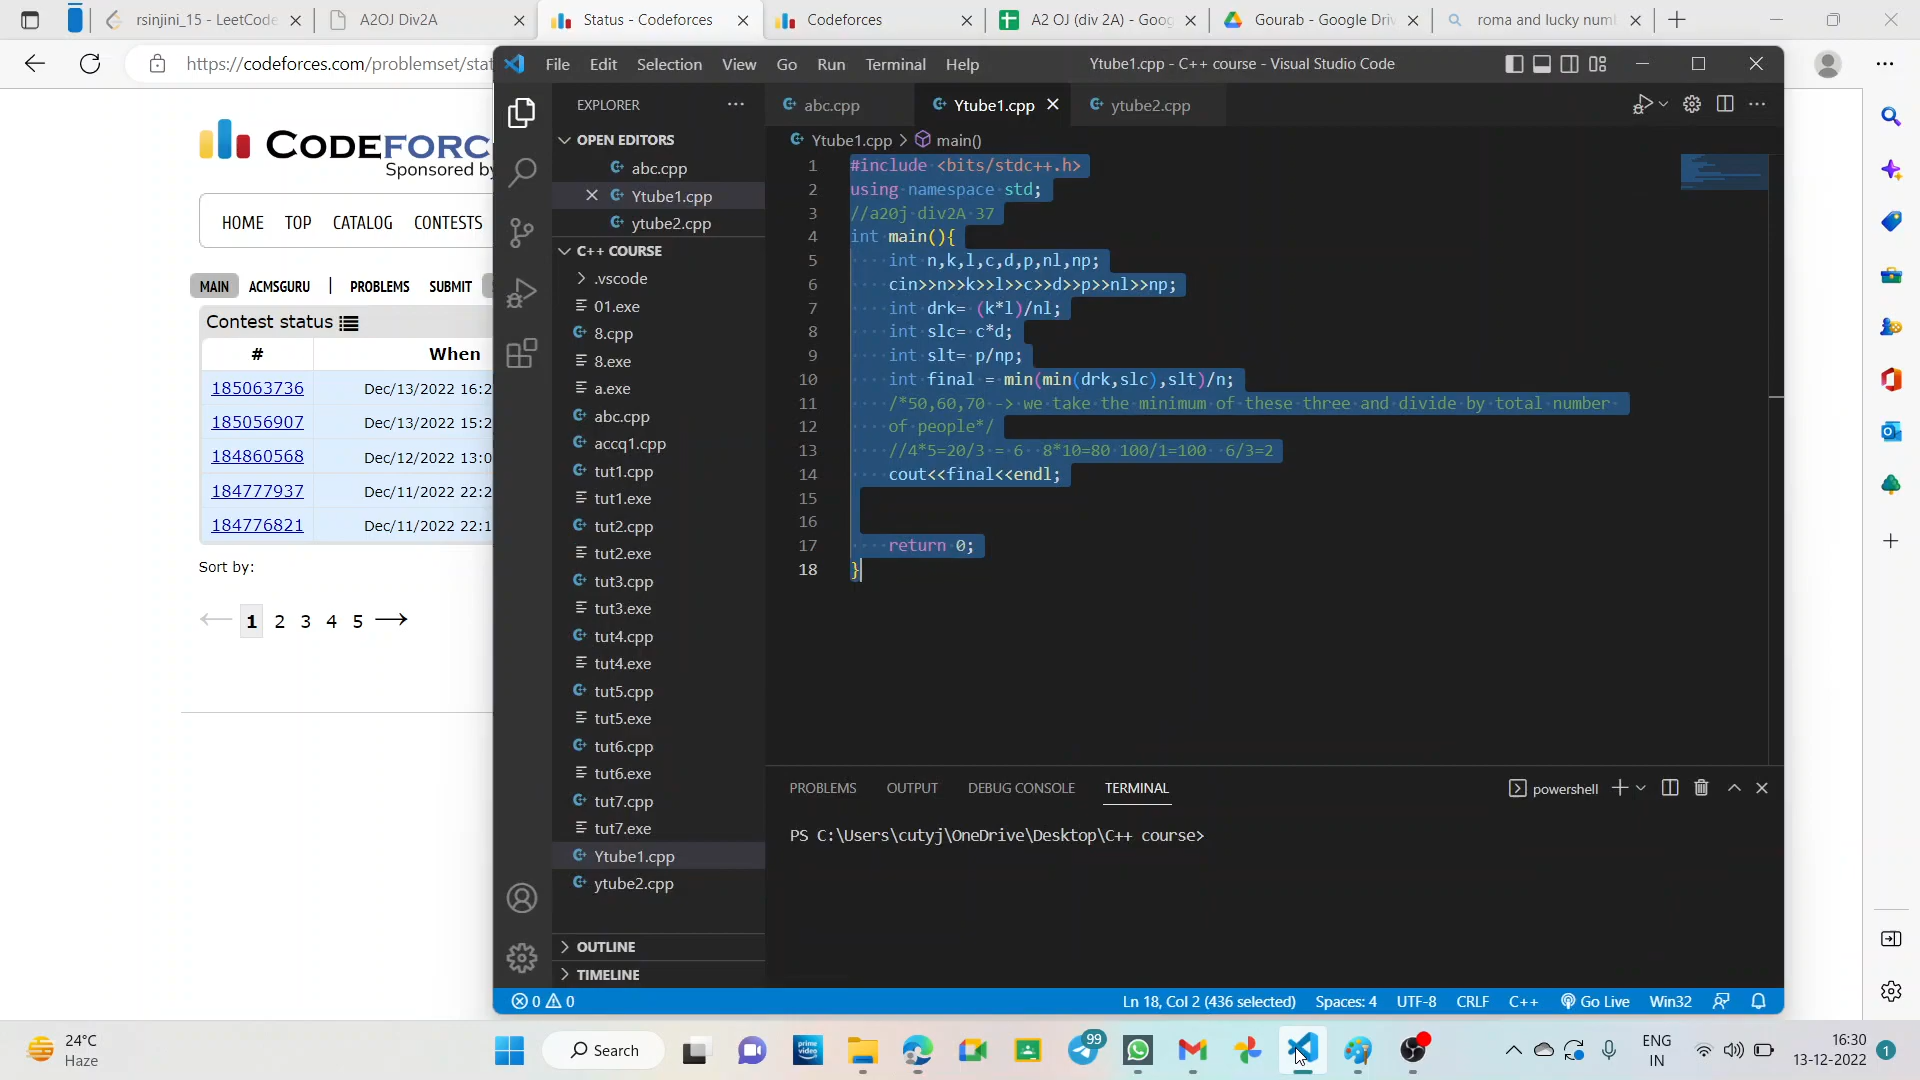 rsinjini_15 - LeetCode
A2OJ Div2A
Status - Codeforces
Codeforces
A2 OJ (div 2A) - Goog
Gourab - Google Driv
roma and lucky num
https://codeforces.com/problemset/stat
File Edit Selection View Go Run Terminal Help
Ytube1.cpp - C++ course - Visual Studio Code
CODEFORC
Sponsored by
HOME TOP CATALOG CONTESTS
MAIN ACMSGURU | PROBLEMS SUBMIT
Contest status
# When
185063736 Dec/13/2022 16:2
185056907 Dec/13/2022 15:2
184860568 Dec/12/2022 13:0
184777937 Dec/11/2022 22:2
184776821 Dec/11/2022 22:1
Sort by:
1 2 3 4 5
EXPLORER
OPEN EDITORS
abc.cpp
Ytube1.cpp
ytube2.cpp
C++ COURSE
.vscode
01.exe
8.cpp
8.exe
a.exe
abc.cpp
accq1.cpp
tut1.cpp
tut1.exe
tut2.cpp
tut2.exe
tut3.cpp
tut3.exe
tut4.cpp
tut4.exe
tut5.cpp
tut5.exe
tut6.cpp
tut6.exe
tut7.cpp
tut7.exe
Ytube1.cpp
ytube2.cpp
OUTLINE
TIMELINE
abc.cpp
Ytube1.cpp
ytube2.cpp
Ytube1.cpp > main()
1 #include <bits/stdc++.h>
2 using namespace std;
3 //a20j div2A 37
4 int main(){
5 int n,k,l,c,d,p,nl,np;
6 cin>>n>>k>>l>>c>>d>>p>>nl>>np;
7 int drk= (k*l)/nl;
8 int slc= c*d;
9 int slt= p/np;
10 int final = min(min(drk,slc),slt)/n;
11 /*50,60,70 -> we take the minimum of these three and divide by total number
12 of people*/
13 //4*5=20/3 = 6  8*10=80 100/1=100  6/3=2
14 cout<<final<<endl;
15
16
17 return 0;
18 }
PROBLEMS OUTPUT DEBUG CONSOLE TERMINAL
powershell
PS C:\Users\cutyj\OneDrive\Desktop\C++ course>
0 0
Ln 18, Col 2 (436 selected) Spaces: 4 UTF-8 CRLF C++ Go Live Win32
24°C
Haze
Search
prime video
99
ENG
IN
16:30
13-12-2022
1